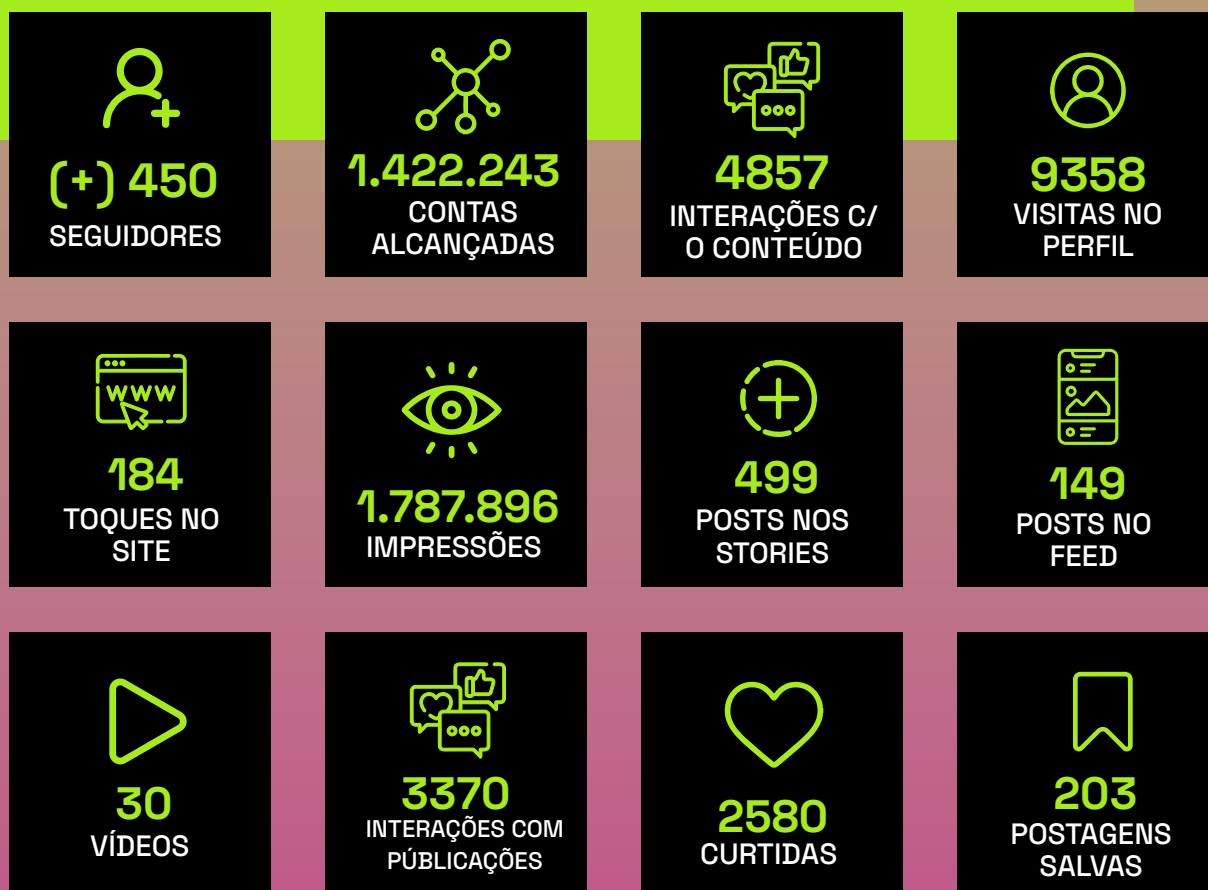 (+) 450
SEGUIDORES
1.422.243
CONTAS
ALCANÇADAS
4857
INTERAÇÕES C/
O CONTEÚDO
9358
VISITAS NO
PERFIL
WWW
184
TOQUES NO
SITE
1.787.896
IMPRESSÕES
499
POSTS NOS
STORIES
149
POSTS NO
FEED
30
VÍDEOS
3370
INTERAÇÕES COM
PÚBLICAÇÕES
2580
CURTIDAS
203
POSTAGENS
SALVAS